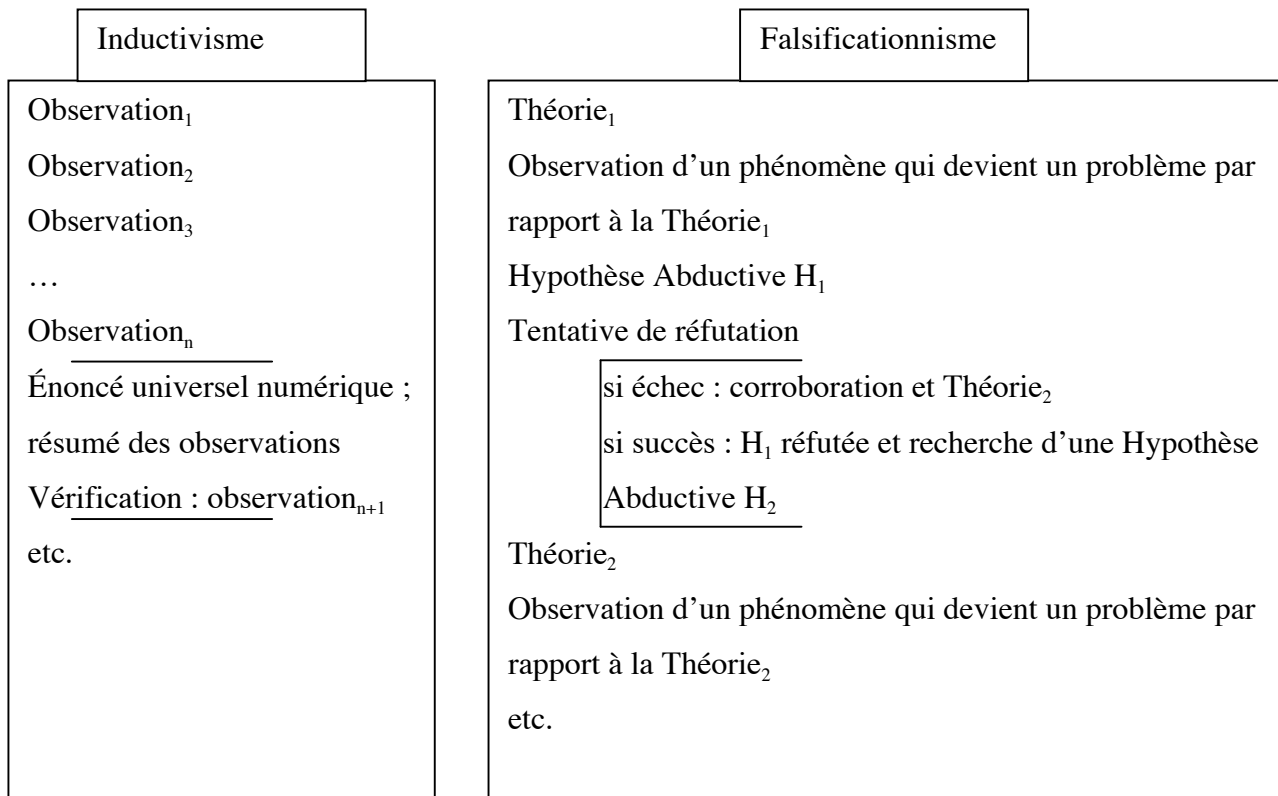 Inductivisme
Observation₁
Observation₂
Observation₃
…
Observationₙ
Énoncé universel numérique ;
résumé des observations
Vérification : observationₙ₊₁
etc.
Falsificationnisme
Théorie₁
Observation d’un phénomène qui devient un problème par
rapport à la Théorie₁
Hypothèse Abductive H₁
Tentative de réfutation
si échec : corroboration et Théorie₂
si succès : H₁ réfutée et recherche d’une Hypothèse
Abductive H₂
Théorie₂
Observation d’un phénomène qui devient un problème par
rapport à la Théorie₂
etc.